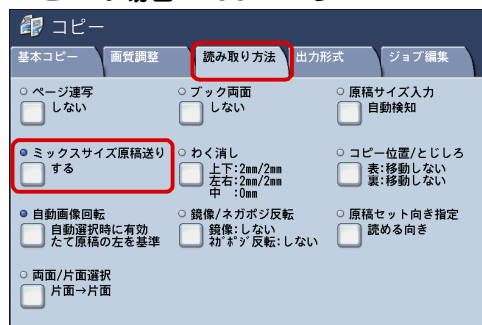 コピー
基本コピー 画質調整 読み取り方法 出力形式 ジョブ編集
ページ連写
しない
ブック両面
しない
原稿サイズ入力
自動検知
ミックスサイズ原稿送り
する
わく消し
上下:2mm/2mm
左右:2mm/2mm
中 :0mm
コピー位置/とじしろ
表:移動しない
裏:移動しない
自動画像回転
自動選択時に有効
たて原稿の左を基準
鏡像/ネガポジ反転
鏡像:しない
ネガポジ反転:しない
原稿セット向き指定
読める向き
両面/片面選択
片面→片面